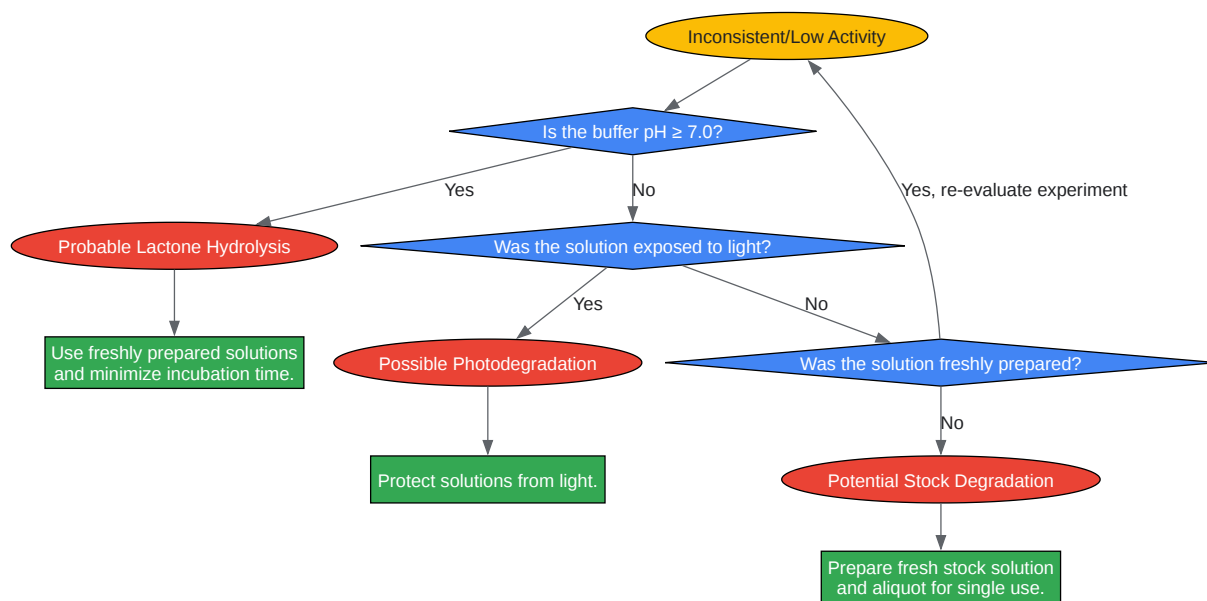 Inconsistent/Low Activity
Is the buffer pH ≥ 7.0?
Yes, re-evaluate experiment
Yes
No
Probable Lactone Hydrolysis
Was the solution exposed to light?
Yes
No
Use freshly prepared solutions
and minimize incubation time.
Possible Photodegradation
Was the solution freshly prepared?
No
Protect solutions from light.
Potential Stock Degradation
Prepare fresh stock solution
and aliquot for single use.